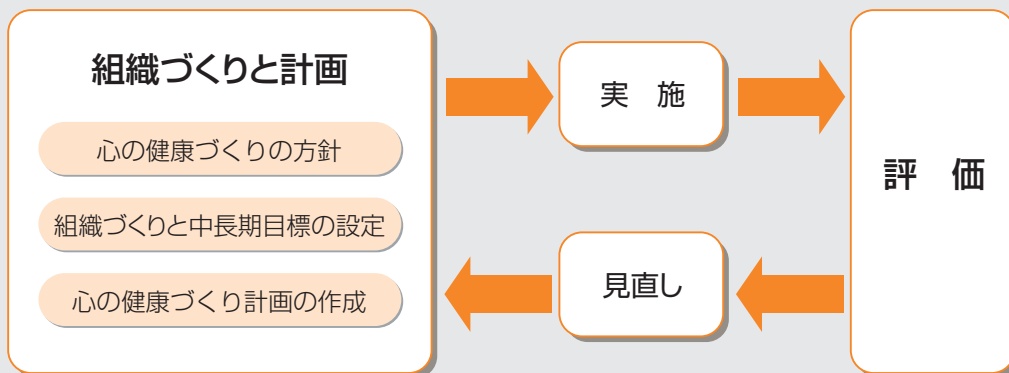 組織づくりと計画
心の健康づくりの方針
組織づくりと中長期目標の設定
心の健康づくり計画の作成
実　施
評　価
見直し